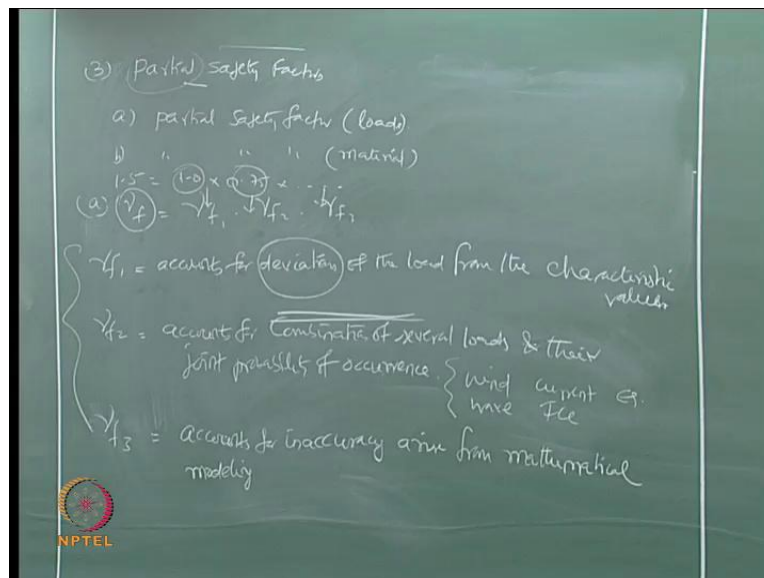 (3) Partial Safety Factors
a) partial safety factor (loads).
b) " " " (material)
1.5 = 1.0 × 0.75 × ...
(a) γf = γf1 · γf2 · γf3
γf1 = accounts for deviation of the load from the characteristic
values
γf2 = account for Combination of several loads & their
joint probability of occurrence. { wind current EQ.
wave Ice
γf3 = accounts for inaccuracy arise from mathematical
modeling
NPTEL